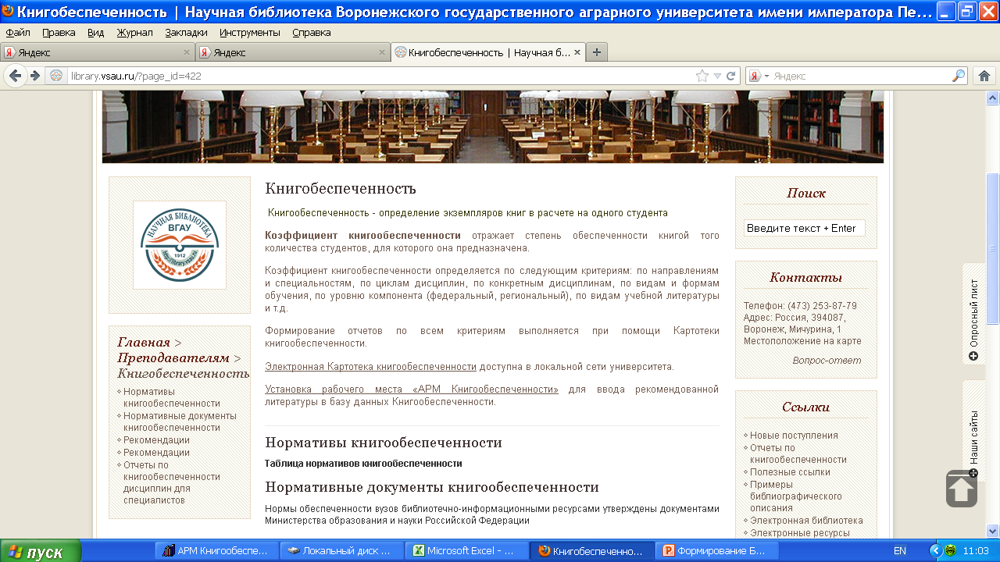 Книгобеспеченность | Научная библиотека Воронежского государственного аграрного университета имени императора Пе...
Файл Правка Вид Журнал Закладки Инструменты Справка
Яндекс
Яндекс
Книгобеспеченность | Научная б...
library.vsau.ru/?page_id=422
Яндекс
НАУЧНАЯ БИБЛИОТЕКА
ВГАУ
1912
http://library.vsau.ru
Главная >
Преподавателям >
Книгобеспеченность
Нормативы
книгообеспеченности
Нормативные документы
книгообеспеченности
Рекомендации
Рекомендации
Отчеты по
книгообеспеченности
дисциплин для
специалистов
Книгобеспеченность
Книгообеспеченность - определение экземпляров книг в расчете на одного студента
Коэффициент книгообеспеченности отражает степень обеспеченности книгой того
количества студентов, для которого она предназначена.
Коэффициент книгообеспеченности определяется по следующим критериям: по направлениям
и специальностям, по циклам дисциплин, по конкретным дисциплинам, по видам и формам
обучения, по уровню компонента (федеральный, региональный), по видам учебной литературы
и т.д.
Формирование отчетов по всем критериям выполняется при помощи Картотеки
книгообеспеченности.
Электронная Картотека книгообеспеченности доступна в локальной сети университета.
Установка рабочего места «АРМ Книгообеспеченности» для ввода рекомендованной
литературы в базу данных Книгообеспеченности.
Нормативы книгообеспеченности
Таблица нормативов книгообеспеченности
Нормативные документы книгообеспеченности
Нормы обеспеченности вузов библиотечно-информационными ресурсами утверждены документами
Министерства образования и науки Российской Федерации
Поиск
Введите текст + Enter
Контакты
Телефон: (473) 253-87-79
Адрес: Россия, 394087,
Воронеж, Мичурина, 1
Местоположение на карте
Вопрос-ответ
Ссылки
Новые поступления
Отчеты по
книгообеспеченности
Полезные ссылки
Примеры
библиографического
описания
Электронная библиотека
Электронные ресурсы
Опросный лист
Наши сайты
пуск
АРМ Книгообеспе...
Локальный диск ...
Microsoft Excel - ...
Книгобеспеченно...
Формирование Б...
EN
11:03